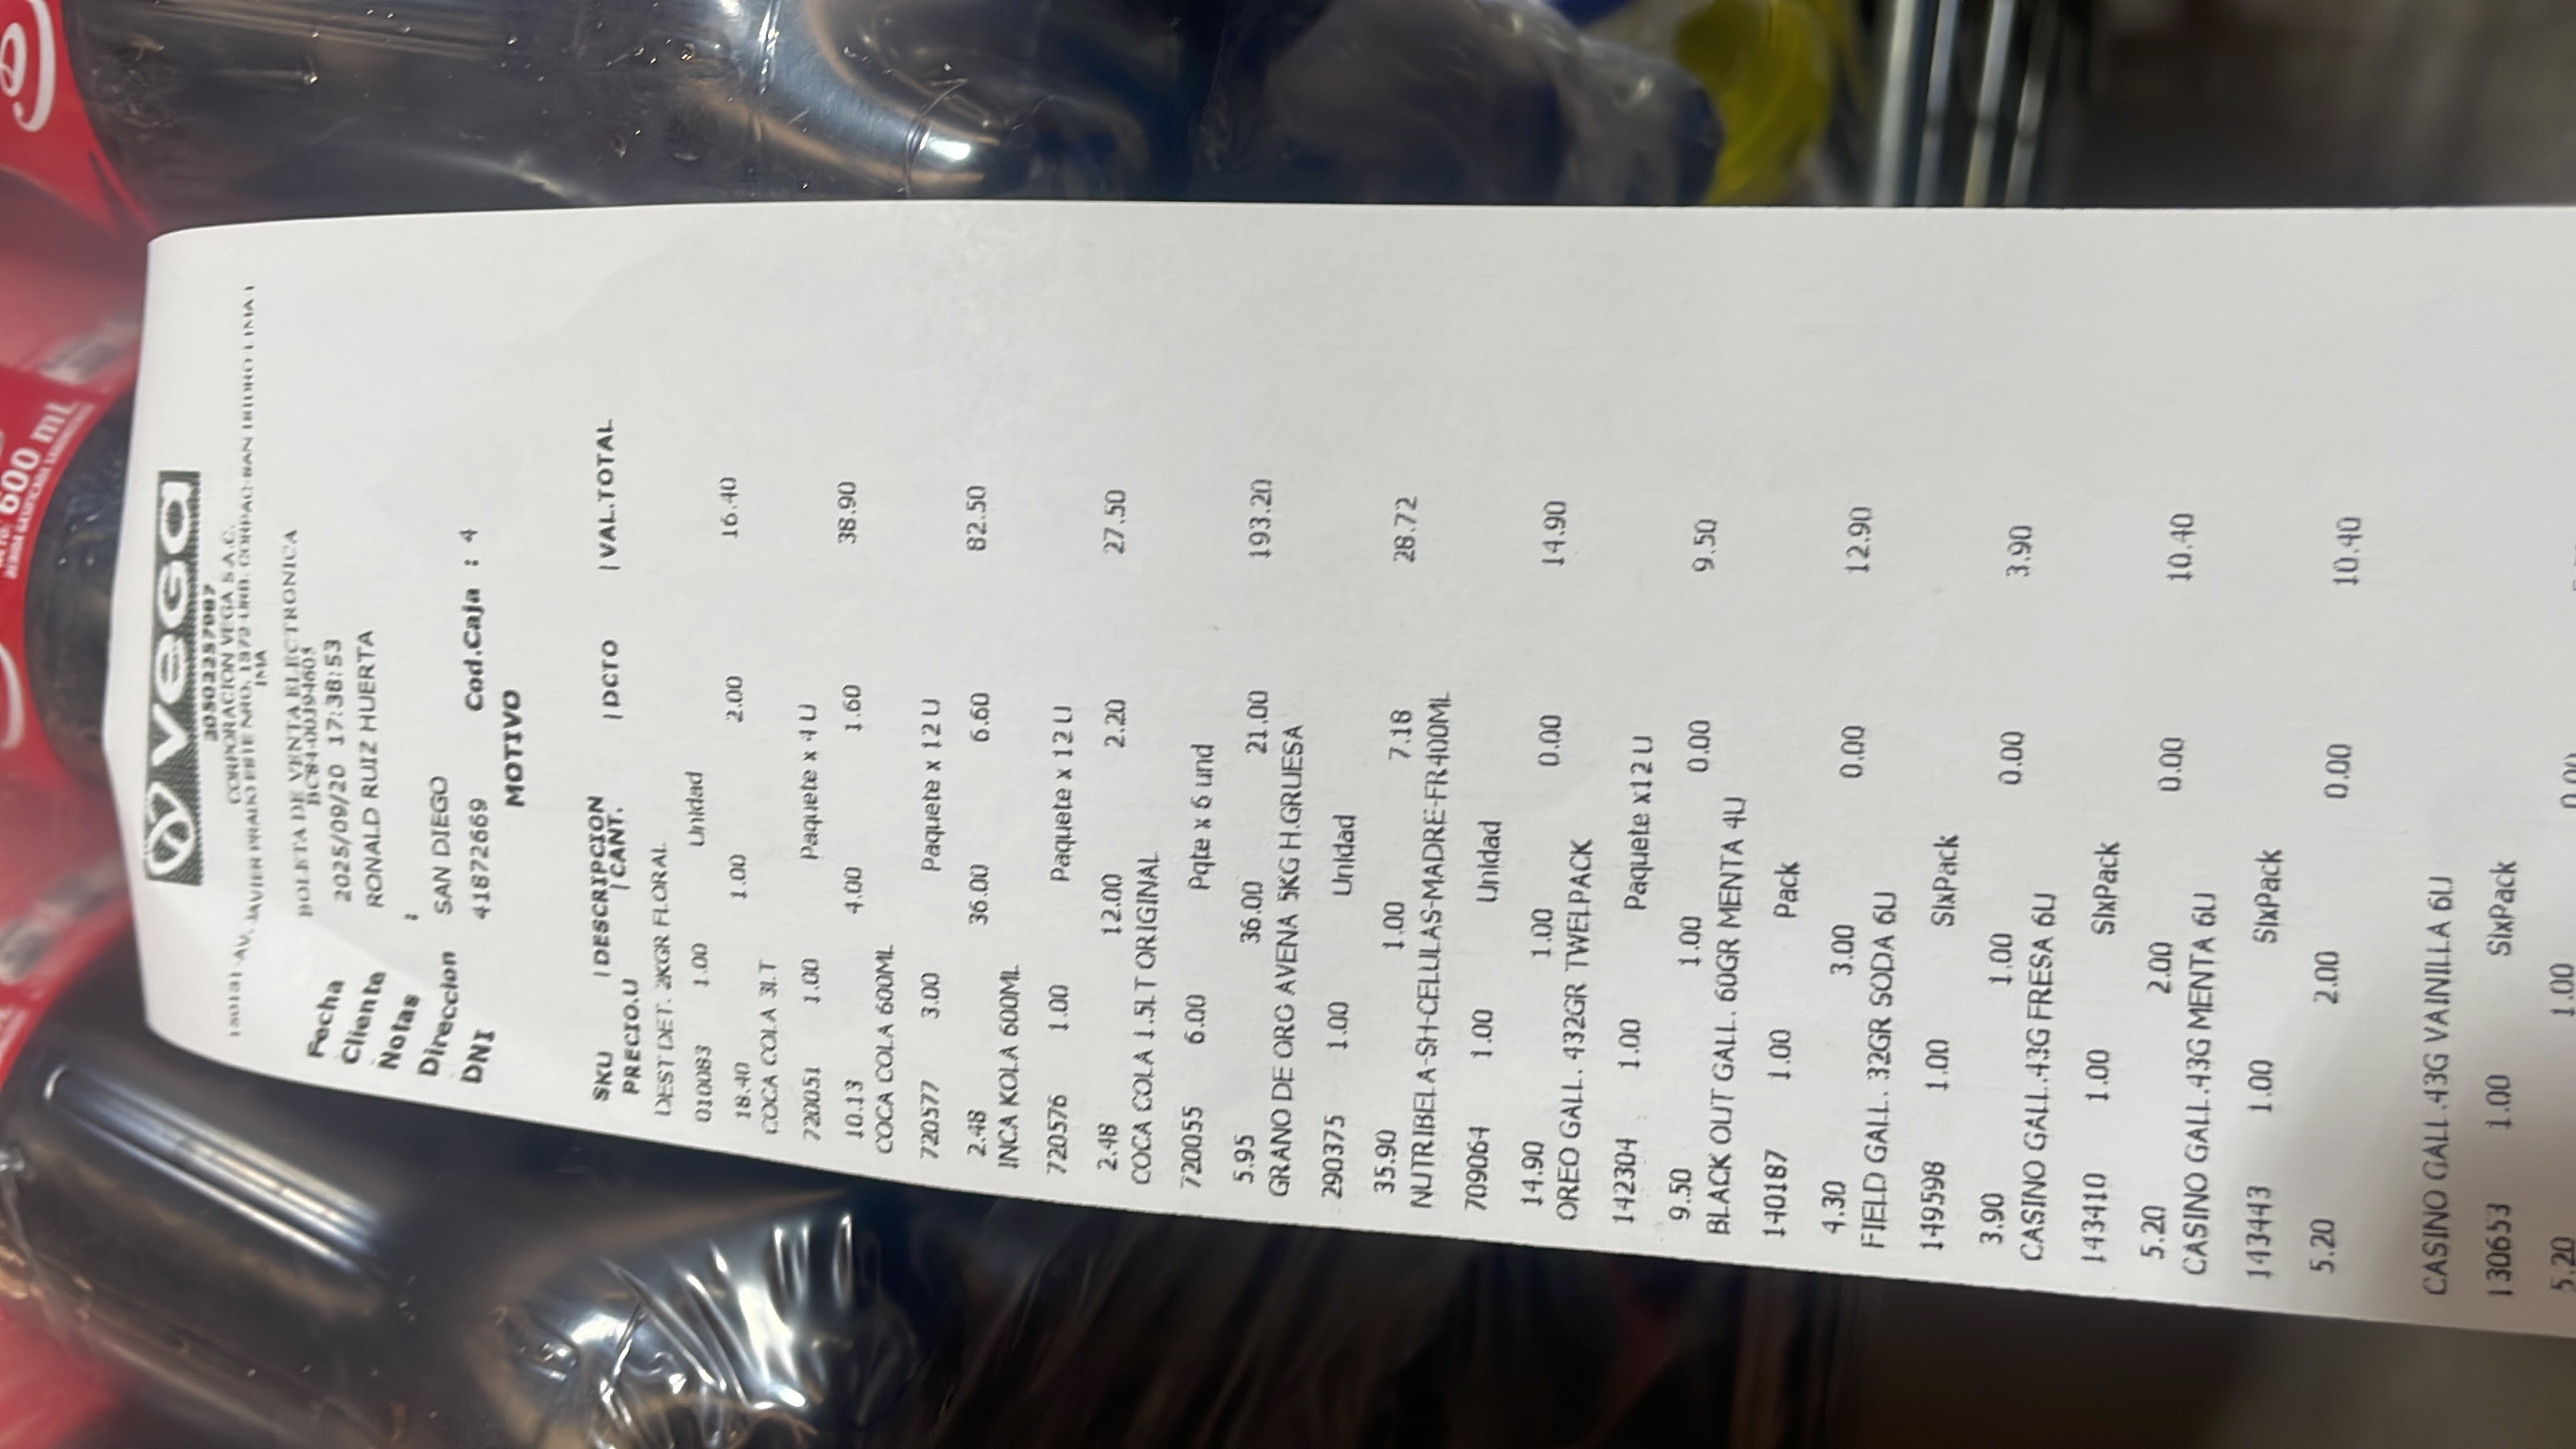 600 mL
vega
20502257987
CORPORACION VEGA S.A.C.
150131-AV. JAVIER PRADO ESTE NRO. 1372 URB. CORPAC-SAN ISIDRO-LIMA-L
IMA
BOLETA DE VENTA ELECTRONICA
BC84-00394605
Fecha 2025/09/20 17:38:53
Cliente RONALD RUIZ HUERTA
Notas :
Direccion SAN DIEGO
DNI 41872669 Cod.Caja : 4
MOTIVO
SKU |DESCRIPCION |DCTO |VAL.TOTAL
PRECIO.U |CANT.
DEST DET. 2KGR FLORAL
010083 1.00 Unidad
18.40 1.00 2.00 16.40
COCA COLA 3LT
720051 1.00 Paquete x 4 U
10.13 4.00 1.60 38.90
COCA COLA 600ML
720577 3.00 Paquete x 12 U
2.48 36.00 6.60 82.50
INCA KOLA 600ML
720576 1.00 Paquete x 12 U
2.48 12.00 2.20 27.50
COCA COLA 1.5LT ORIGINAL
720055 6.00 Pqte x 6 und
5.95 36.00 21.00 193.20
GRANO DE ORO AVENA 5KG H.GRUESA
290375 1.00 Unidad
35.90 1.00 7.18 28.72
NUTRIBELA-SH-CELULAS-MADRE-FR400ML
709064 1.00 Unidad
14.90 1.00 0.00 14.90
OREO GALL. 432GR TWELPACK
142304 1.00 Paquete x12 U
9.50 1.00 0.00 9.50
BLACK OUT GALL. 60GR MENTA 4U
140187 1.00 Pack
4.30 3.00 0.00 12.90
FIELD GALL. 32GR SODA 6U
149598 1.00 SixPack
3.90 1.00 0.00 3.90
CASINO GALL.43G FRESA 6U
143410 1.00 SixPack
5.20 2.00 0.00 10.40
CASINO GALL.43G MENTA 6U
143443 1.00 SixPack
5.20 2.00 0.00 10.40
CASINO GALL.43G VAINILLA 6U
130653 1.00 SixPack
5.20 1.00 0.00